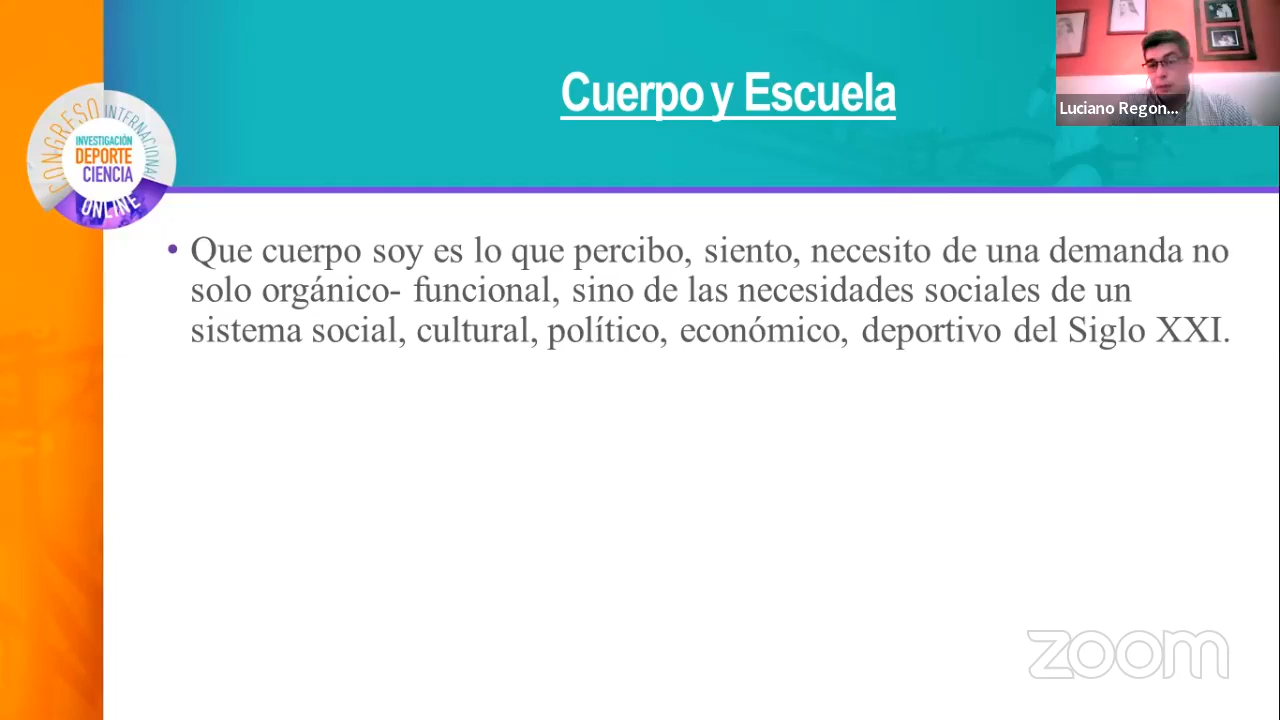 Cuerpo y Escuela
Luciano Regon...
CONGRESO INTERNACIONAL
INVESTIGACIÓN
DEPORTE
CIENCIA
ONLINE
• Que cuerpo soy es lo que percibo, siento, necesito de una demanda no
solo orgánico- funcional, sino de las necesidades sociales de un
sistema social, cultural, político, económico, deportivo del Siglo XXI.
zoom